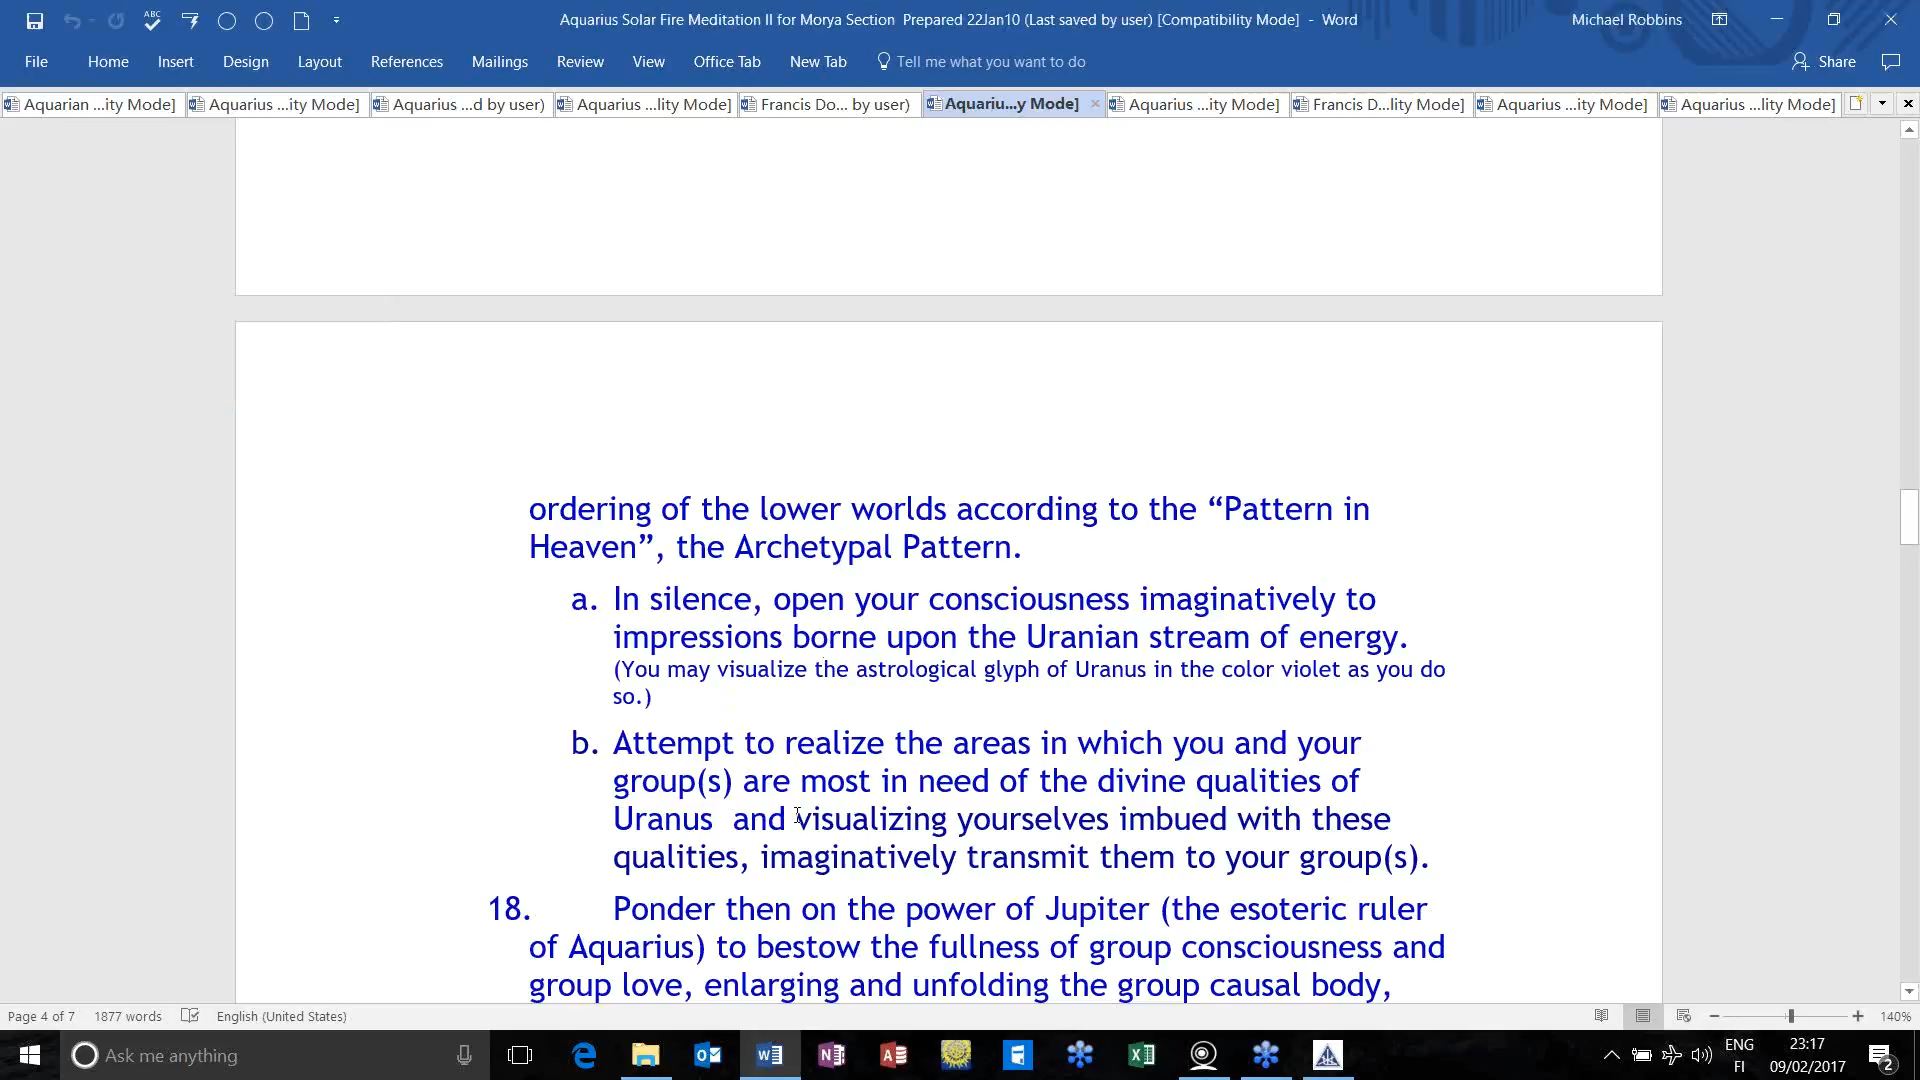 Aquarius Solar Fire Meditation II for Morya Section  Prepared 22Jan10 (Last saved by user) [Compatibility Mode]  -  Word
Michael Robbins
File Home Insert Design Layout References Mailings Review View Office Tab New Tab Tell me what you want to do Share
Aquarian ...ity Mode] Aquarius ...ity Mode] Aquarius ...d by user) Aquarius ...lity Mode] Francis Do... by user) Aquariu...y Mode] Aquarius ...ity Mode] Francis D...lity Mode] Aquarius ...ity Mode] Aquarius ...lity Mode]
ordering of the lower worlds according to the “Pattern in
Heaven”, the Archetypal Pattern.
a. In silence, open your consciousness imaginatively to
impressions borne upon the Uranian stream of energy.
(You may visualize the astrological glyph of Uranus in the color violet as you do
so.)
b. Attempt to realize the areas in which you and your
group(s) are most in need of the divine qualities of
Uranus  and visualizing yourselves imbued with these
qualities, imaginatively transmit them to your group(s).
18. Ponder then on the power of Jupiter (the esoteric ruler
of Aquarius) to bestow the fullness of group consciousness and
group love, enlarging and unfolding the group causal body,
Page 4 of 7 1877 words English (United States) 140%
Ask me anything
ENG 23:17
FI 09/02/2017 2